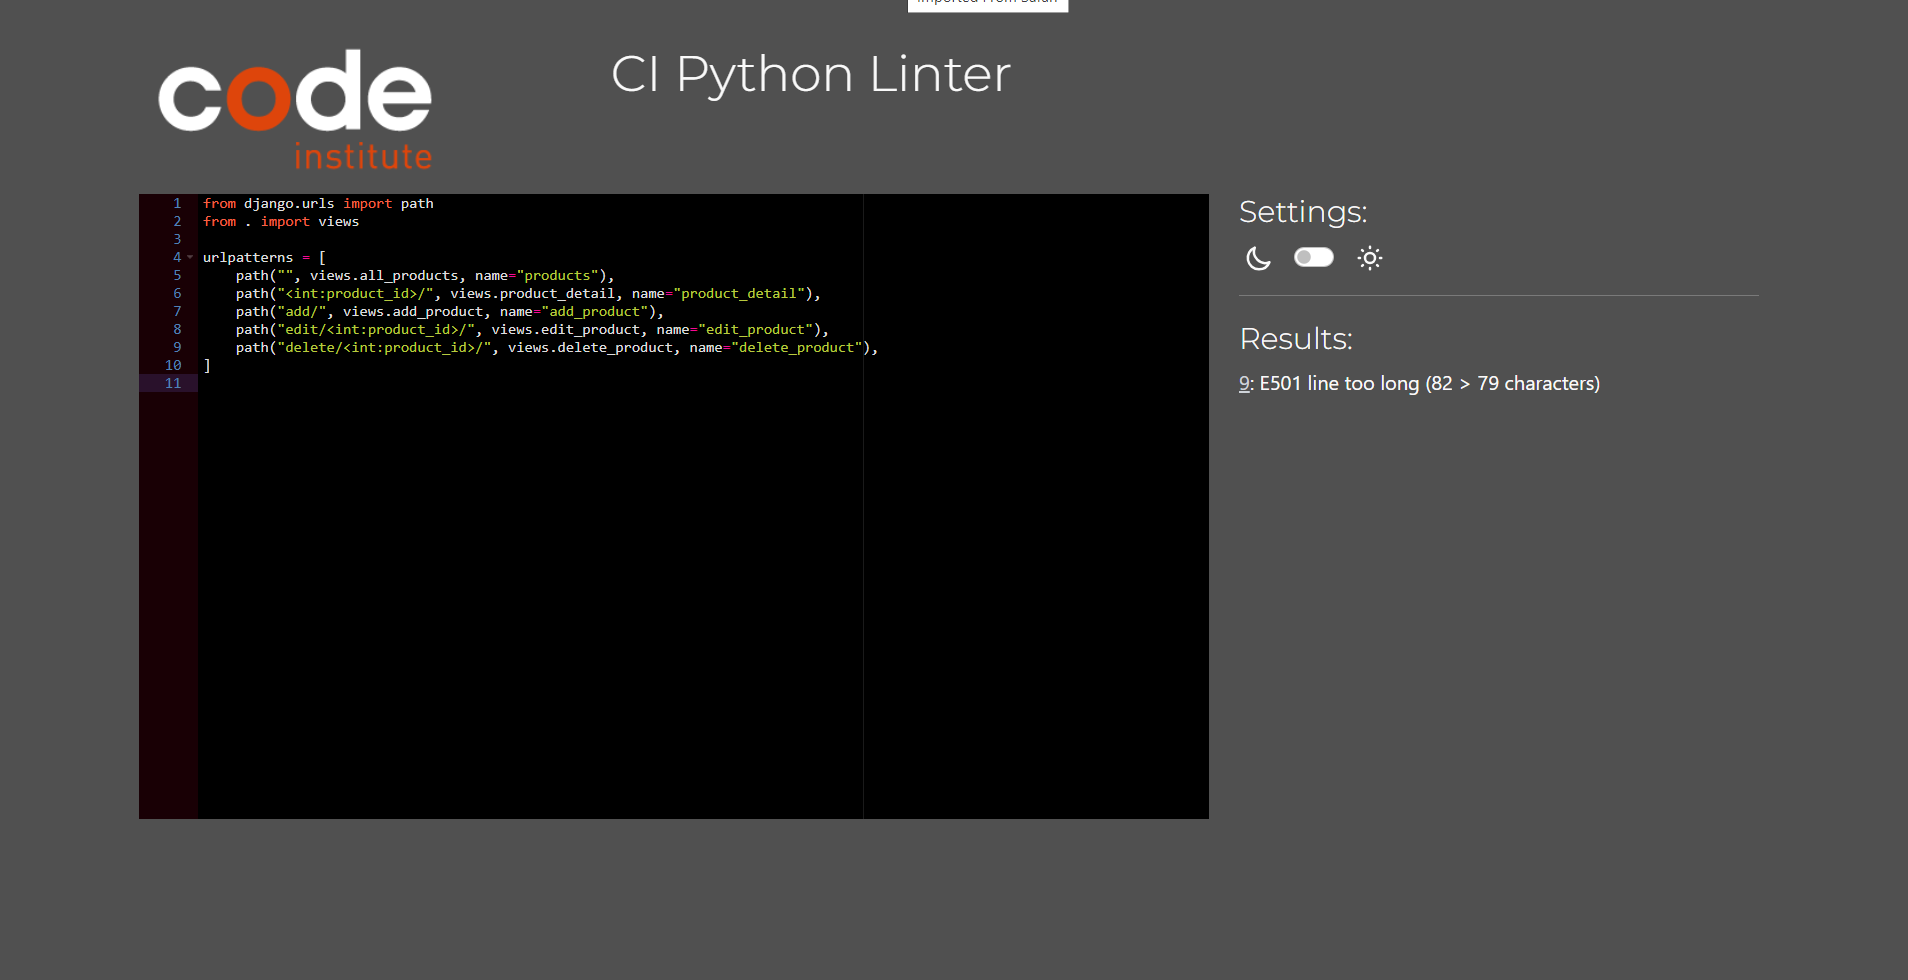 Imported From Safari
code
institute
CI Python Linter
1 from django.urls import path
2 from . import views
3
4 urlpatterns = [
5     path("", views.all_products, name="products"),
6     path("<int:product_id>/", views.product_detail, name="product_detail"),
7     path("add/", views.add_product, name="add_product"),
8     path("edit/<int:product_id>/", views.edit_product, name="edit_product"),
9     path("delete/<int:product_id>/", views.delete_product, name="delete_product"),
10 ]
11
Settings:
Results:
9: E501 line too long (82 > 79 characters)